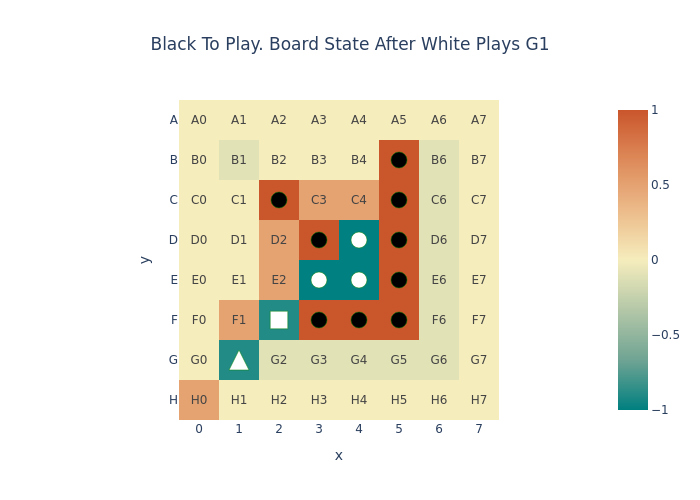 Black To Play. Board State After White Plays G1
A A0 A1 A2 A3 A4 A5 A6 A7
B B0 B1 B2 B3 B4 B6 B7
C C0 C1 C3 C4 C6 C7
D D0 D1 D2 D6 D7
E E0 E1 E2 E6 E7
F F0 F1 F6 F7
G G0 G2 G3 G4 G5 G6 G7
H H0 H1 H2 H3 H4 H5 H6 H7
0 1 2 3 4 5 6 7
x
y
1
0.5
0
−0.5
−1